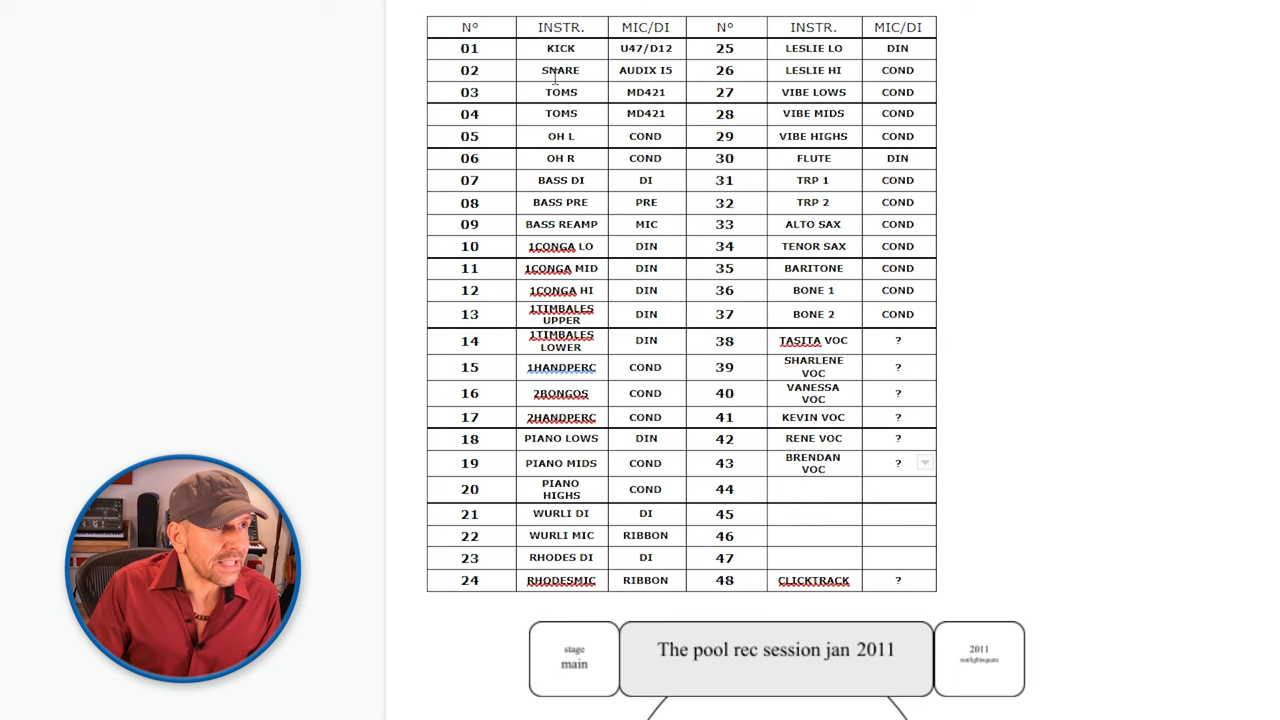 N° INSTR. MIC/DI N° INSTR. MIC/DI
01 KICK U47/D12 25 LESLIE LO DIN
02 SNARE AUDIX I5 26 LESLIE HI COND
03 TOMS MD421 27 VIBE LOWS COND
04 TOMS MD421 28 VIBE MIDS COND
05 OH L COND 29 VIBE HIGHS COND
06 OH R COND 30 FLUTE DIN
07 BASS DI DI 31 TRP 1 COND
08 BASS PRE PRE 32 TRP 2 COND
09 BASS REAMP MIC 33 ALTO SAX COND
10 1CONGA LO DIN 34 TENOR SAX COND
11 1CONGA MID DIN 35 BARITONE COND
12 1CONGA HI DIN 36 BONE 1 COND
13 1TIMBALES UPPER DIN 37 BONE 2 COND
14 1TIMBALES LOWER DIN 38 TASITA VOC ?
15 1HANDPERC COND 39 SHARLENE VOC ?
16 2BONGOS COND 40 VANESSA VOC ?
17 2HANDPERC COND 41 KEVIN VOC ?
18 PIANO LOWS DIN 42 RENE VOC ?
19 PIANO MIDS COND 43 BRENDAN VOC ?
20 PIANO HIGHS COND 44
21 WURLI DI DI 45
22 WURLI MIC RIBBON 46
23 RHODES DI DI 47
24 RHODESMIC RIBBON 48 CLICKTRACK ?
stage
main
The pool rec session jan 2011
2011
sunlightsquare